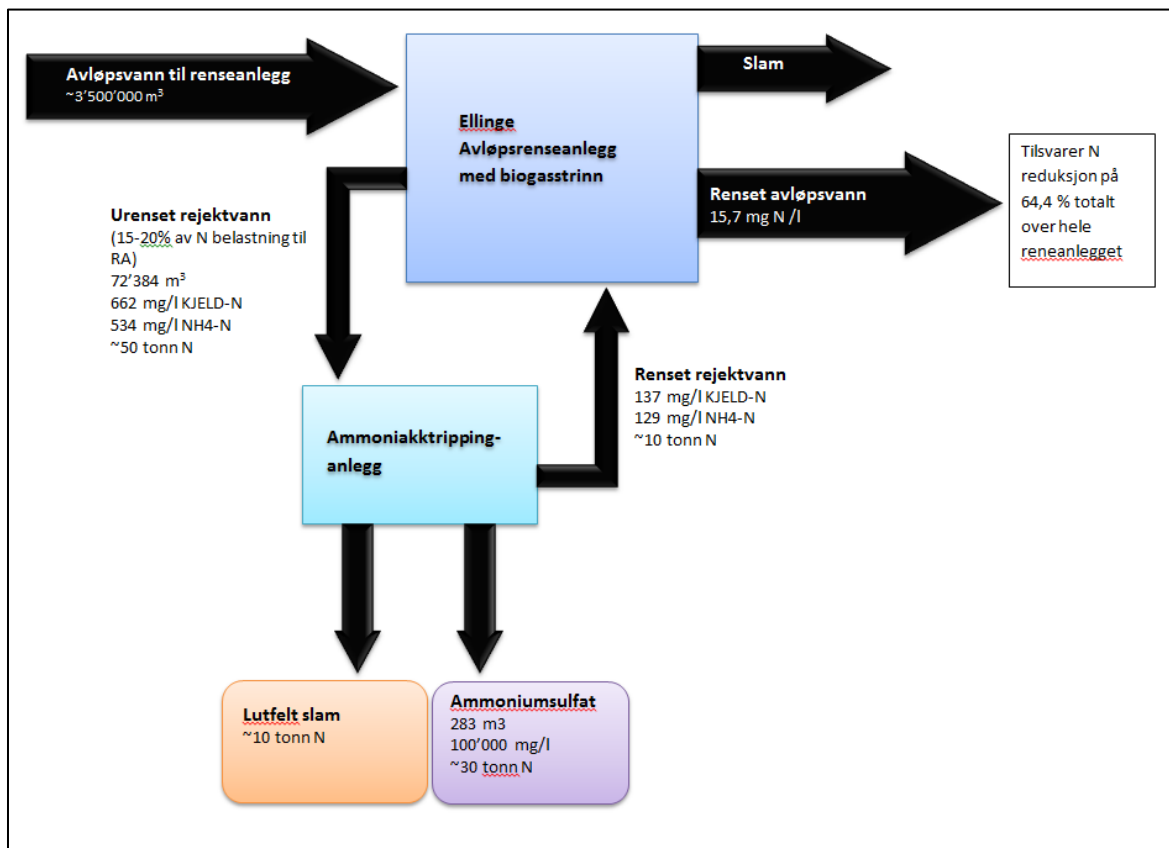 Avløpsvann til renseanlegg
~3'500'000 m³
Ellinge
Avløpsrenseanlegg
med biogasstrinn
Slam
Renset avløpsvann
15,7 mg N /l
Tilsvarer N
reduksjon på
64,4 % totalt
over hele
reneanlegget
Urenset rejektvann
(15-20% av N belastning til
RA)
72'384 m³
662 mg/l KJELD-N
534 mg/l NH4-N
~50 tonn N
Renset rejektvann
137 mg/l KJELD-N
129 mg/l NH4-N
~10 tonn N
Ammoniakktripping-
anlegg
Lutfelt slam
~10 tonn N
Ammoniumsulfat
283 m3
100'000 mg/l
~30 tonn N